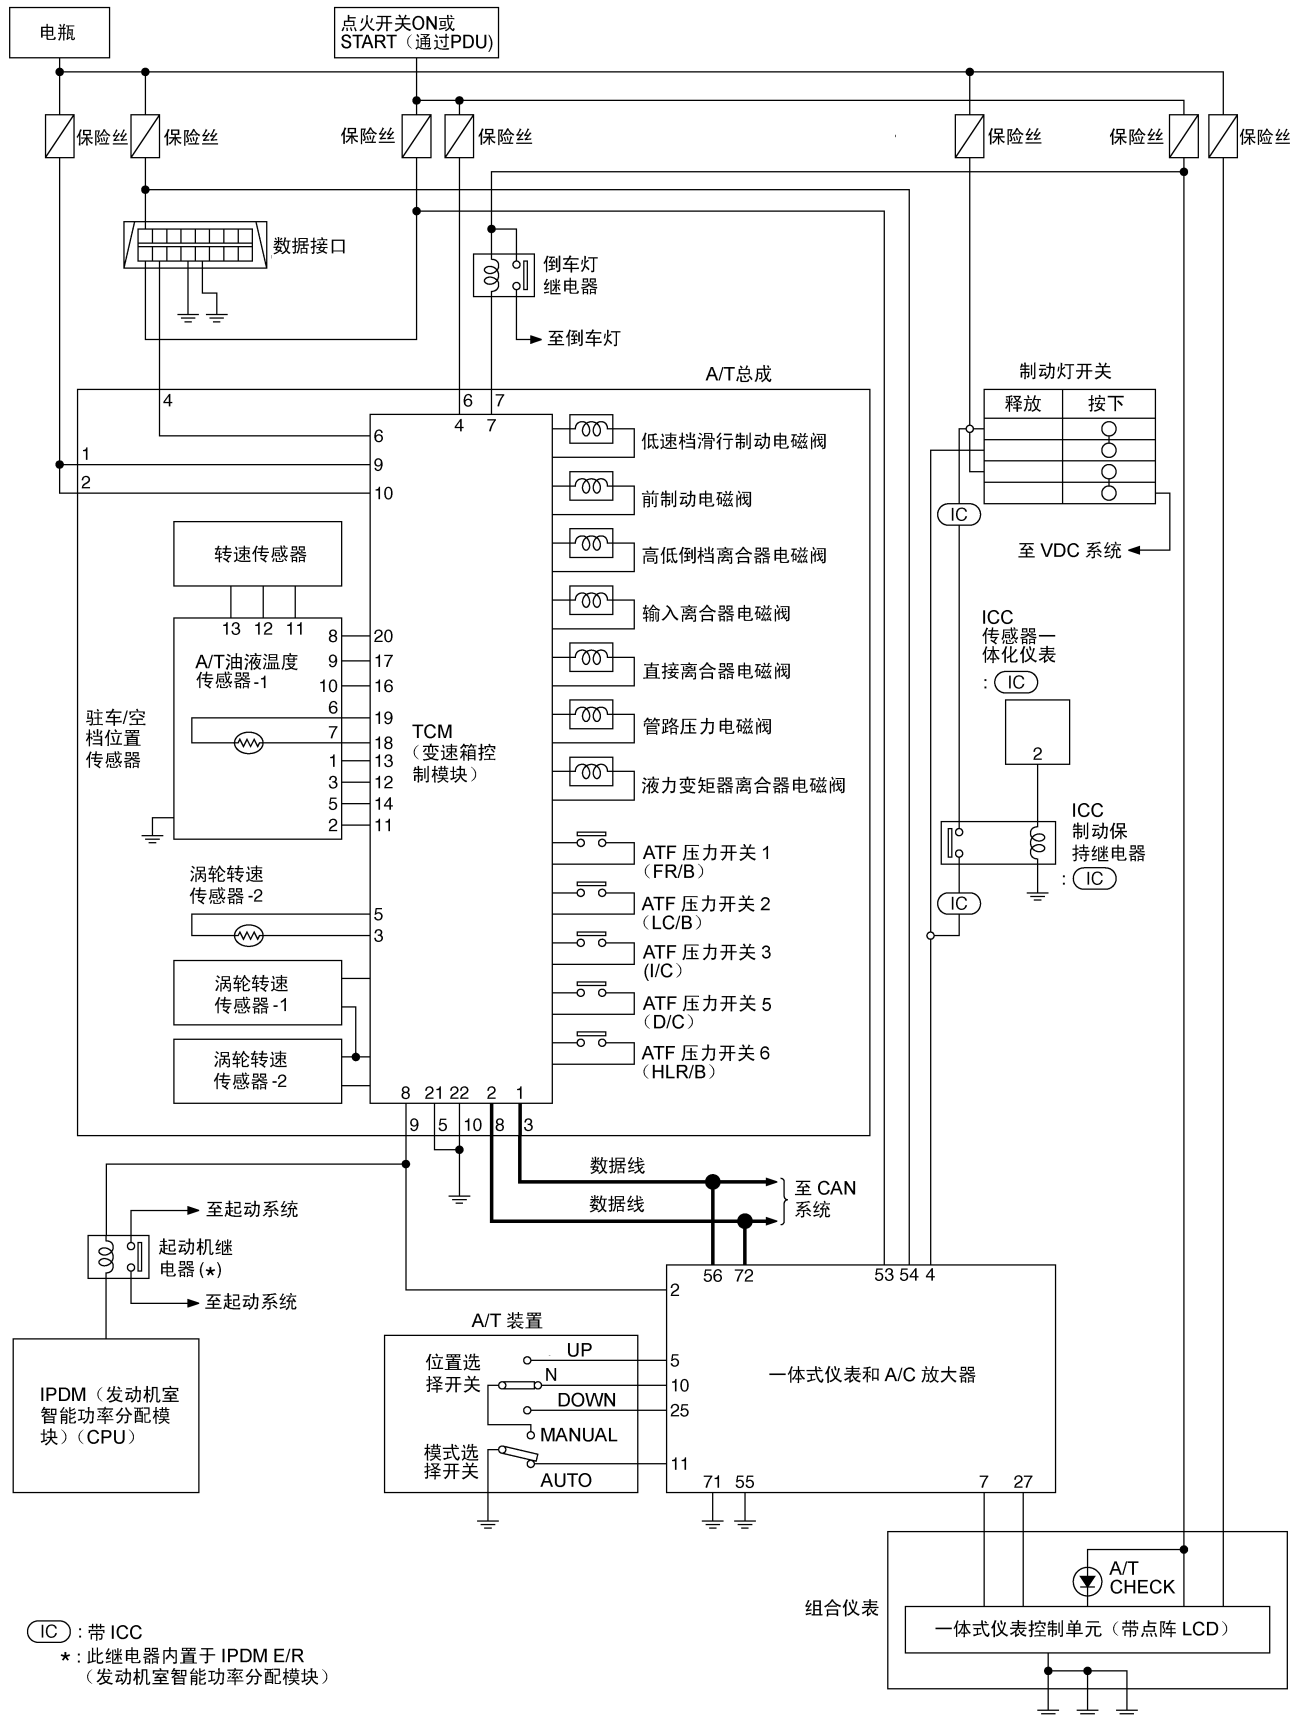 电瓶
点火开关ON或
START（通过PDU)
保险丝
保险丝
保险丝
保险丝
保险丝
保险丝
保险丝
数据接口
倒车灯
继电器
至倒车灯
A/T总成
4
6
7
制动灯开关
释放
按下
4
7
6
1
9
2
10
低速档滑行制动电磁阀
前制动电磁阀
高低倒档离合器电磁阀
输入离合器电磁阀
直接离合器电磁阀
管路压力电磁阀
液力变矩器离合器电磁阀
IC
至 VDC 系统
转速传感器
13
12
11
A/T油液温度
传感器-1
驻车/空
档位置
传感器
8
20
9
17
10
16
6
19
7
18
1
13
3
12
5
14
2
11
TCM
（变速箱控
制模块）
ICC
传感器一
体化仪表
: IC
2
ICC
制动保
持继电器
: IC
IC
ATF 压力开关 1
（FR/B）
ATF 压力开关 2
（LC/B）
ATF 压力开关 3
(I/C）
ATF 压力开关 5
（D/C）
ATF 压力开关 6
（HLR/B）
涡轮转速
传感器-2
5
3
涡轮转速
传感器-1
涡轮转速
传感器-2
8
21
22
2
1
9
5
10
8
3
数据线
数据线
至 CAN
系统
至起动系统
起动机继
电器(*)
至起动系统
IPDM（发动机室
智能功率分配模
块）（CPU）
56
72
53
54
4
2
A/T 装置
位置选
择开关
UP
N
DOWN
MANUAL
模式选
择开关
AUTO
5
10
25
11
一体式仪表和 A/C 放大器
71
55
7
27
A/T
CHECK
组合仪表
一体式仪表控制单元（带点阵 LCD）
IC : 带 ICC
* : 此继电器内置于 IPDM E/R
（发动机室智能功率分配模块）